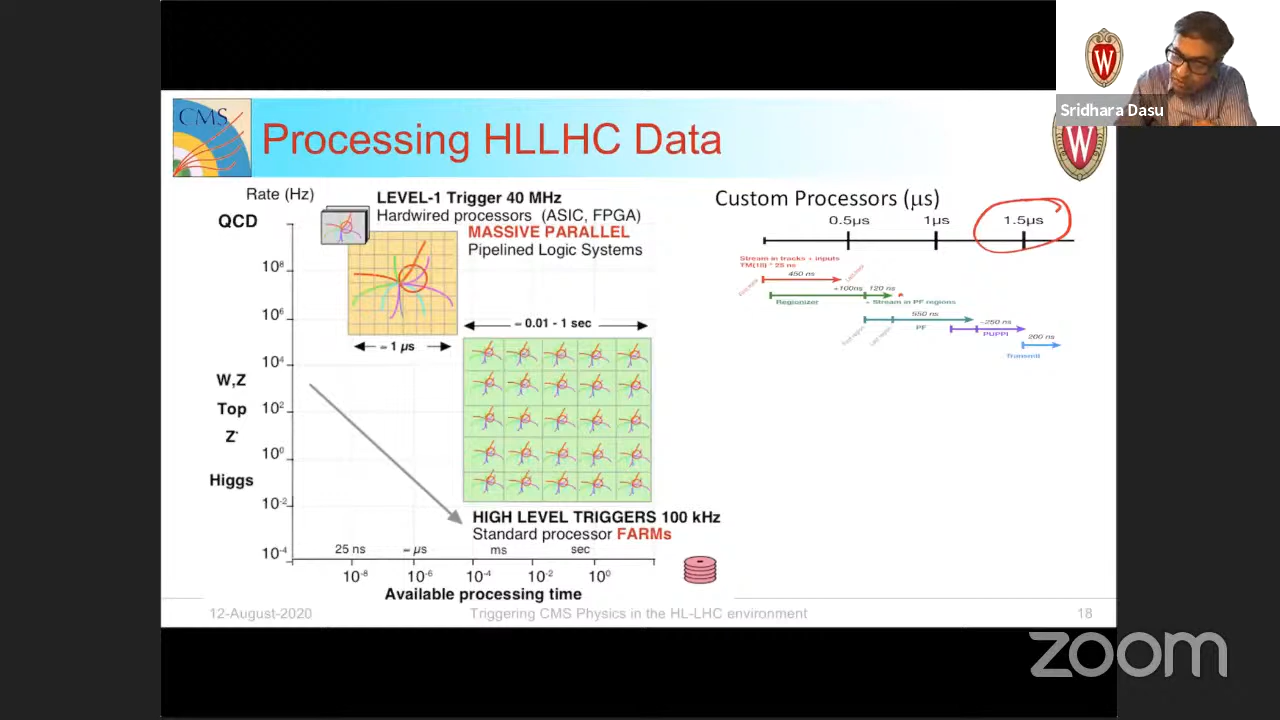 W
Sridhara Dasu
CMS
Processing HLLHC Data
W
Rate (Hz)
LEVEL-1 Trigger 40 MHz
Hardwired processors (ASIC, FPGA)
MASSIVE PARALLEL
Pipelined Logic Systems
QCD
10⁸
10⁶
10⁴
10²
10⁰
10⁻²
10⁻⁴
≈ 1 µs
≈ 0.01 - 1 sec
W,Z
Top
Z*
Higgs
HIGH LEVEL TRIGGERS 100 kHz
Standard processor FARMs
25 ns
≈ µs
ms
sec
10⁻⁸
10⁻⁶
10⁻⁴
10⁻²
10⁰
Available processing time
Custom Processors (µs)
0.5µs
1µs
1.5µs
Stream in tracks + inputs
TM(18) * 25 ns
450 ns
+100ns
120 ns
Regionizer
Stream in PF regions
550 ns
PF
~250 ns
PUPPI
200 ns
Transmit
12-August-2020
Triggering CMS Physics in the HL-LHC environment
18
zoom